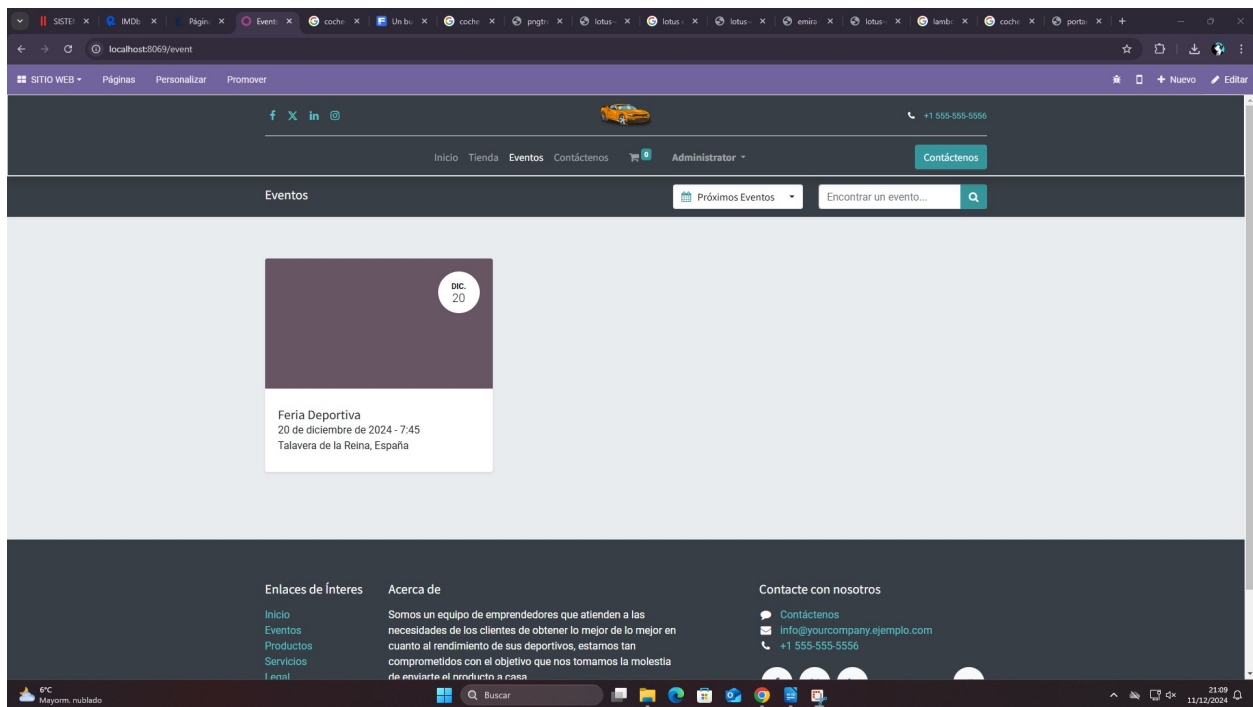 SISTE
IMDb
Págin
Event
coche
Un bu
coche
pngtr
lotus-
lotus
lotus-
emira
lotus-
lamb
coche
porta
localhost:8069/event
SITIO WEB
Páginas
Personalizar
Promover
Nuevo
Editar
+1 555-555-5556
Inicio
Tienda
Eventos
Contáctenos
0
Administrator
Contáctenos
Eventos
Próximos Eventos
Encontrar un evento...
DIC.
20
Feria Deportiva
20 de diciembre de 2024 - 7:45
Talavera de la Reina, España
Enlaces de Ínteres
Inicio
Eventos
Productos
Servicios
Legal
Acerca de
Somos un equipo de emprendedores que atienden a las
necesidades de los clientes de obtener lo mejor de lo mejor en
cuanto al rendimiento de sus deportivos, estamos tan
comprometidos con el objetivo que nos tomamos la molestia
de enviarte el producto a casa
Contacte con nosotros
Contáctenos
info@yourcompany.ejemplo.com
+1 555-555-5556
6°C
Mayorm. nublado
Buscar
21:09
11/12/2024